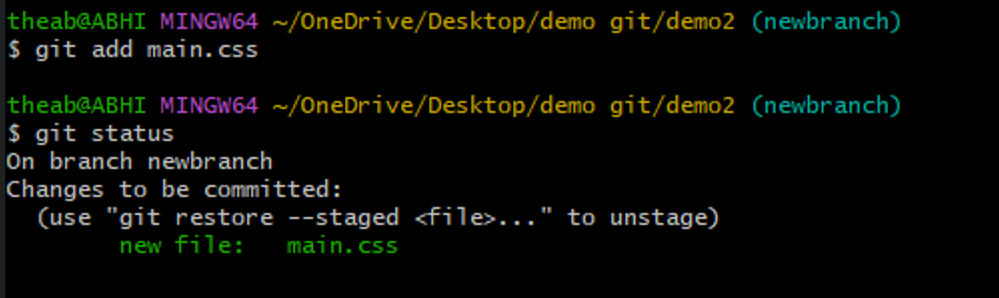 theab@ABHI MINGW64 ~/OneDrive/Desktop/demo git/demo2 (newbranch)
$ git add main.css
theab@ABHI MINGW64 ~/OneDrive/Desktop/demo git/demo2 (newbranch)
$ git status
On branch newbranch
Changes to be committed:
  (use "git restore --staged <file>..." to unstage)
        new file:   main.css